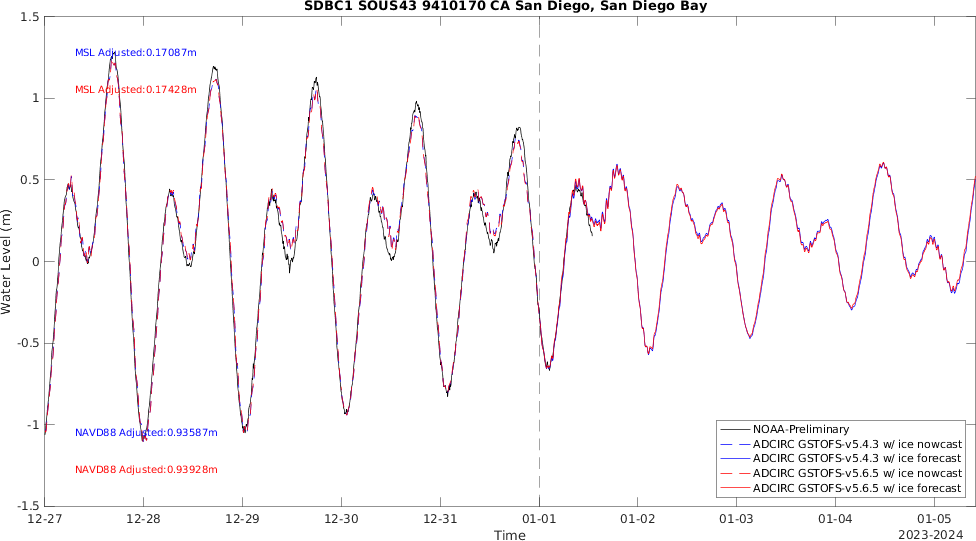 SDBC1 SOUS43 9410170 CA San Diego, San Diego Bay
1.5
MSL Adjusted:0.17087m
MSL Adjusted:0.17428m
1
0.5
Water Level (m)
0
-0.5
-1
NAVD88 Adjusted:0.93587m
NAVD88 Adjusted:0.93928m
NOAA-Preliminary
ADCIRC GSTOFS-v5.4.3 w/ ice nowcast
ADCIRC GSTOFS-v5.4.3 w/ ice forecast
ADCIRC GSTOFS-v5.6.5 w/ ice nowcast
ADCIRC GSTOFS-v5.6.5 w/ ice forecast
-1.5
12-27 12-28 12-29 12-30 12-31 01-01 01-02 01-03 01-04 01-05
Time
2023-2024